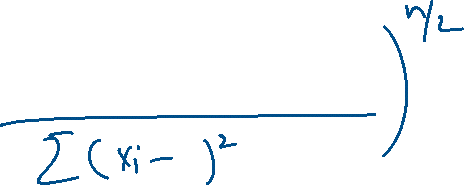 ) n/2
Σ (xi - )²